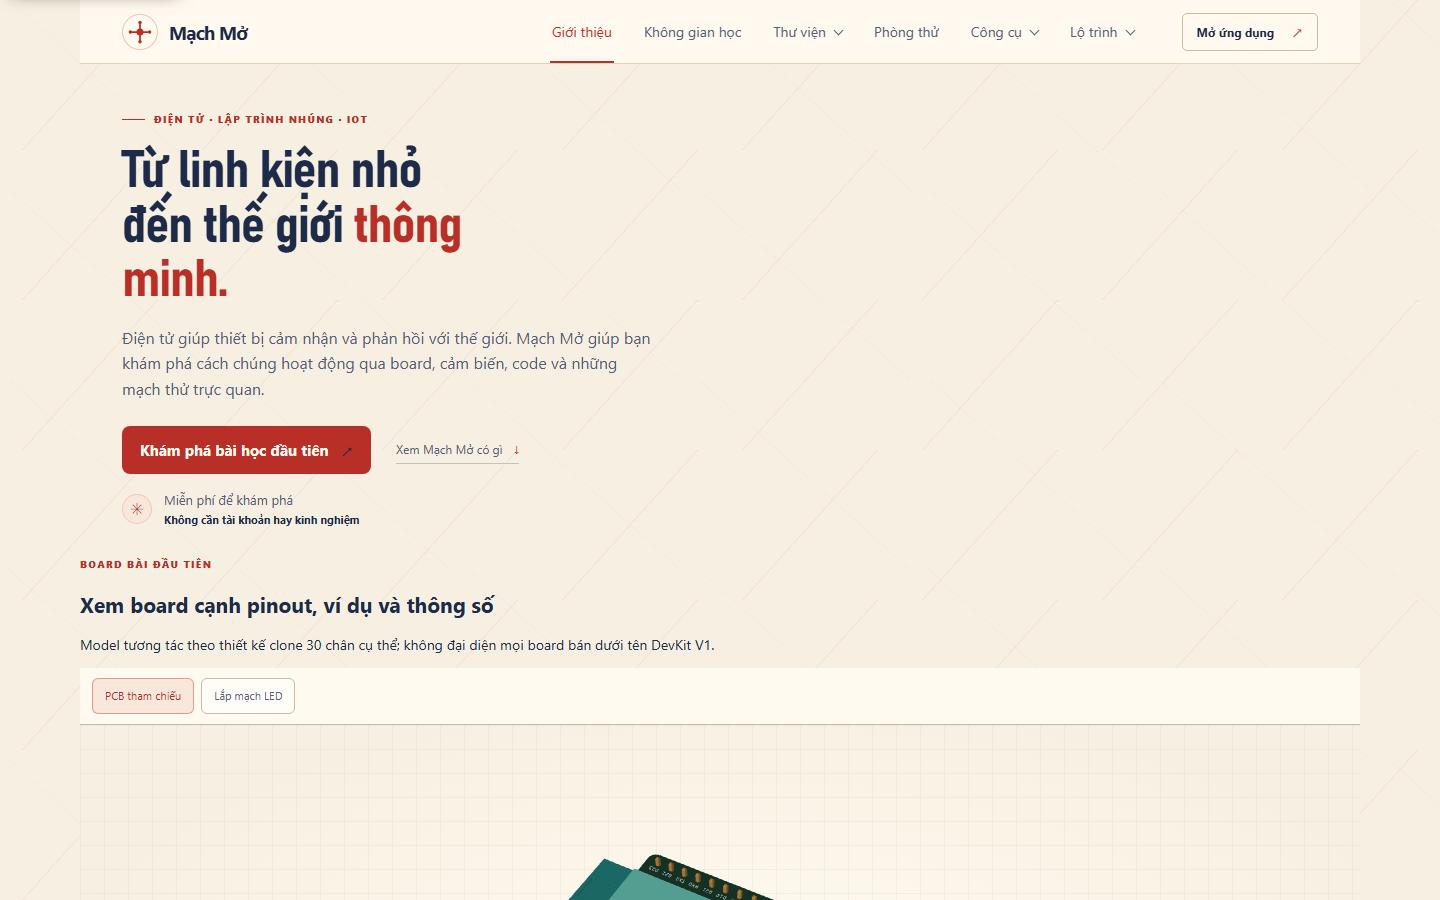 Mạch Mở
Giới thiệu
Không gian học
Thư viện
Phòng thử
Công cụ
Lộ trình
Mở ứng dụng ↗
ĐIỆN TỬ · LẬP TRÌNH NHÚNG · IOT
Từ linh kiện nhỏ
đến thế giới thông
minh.
Điện tử giúp thiết bị cảm nhận và phản hồi với thế giới. Mạch Mở giúp bạn
khám phá cách chúng hoạt động qua board, cảm biến, code và những
mạch thử trực quan.
Khám phá bài học đầu tiên ↗
Xem Mạch Mở có gì ↓
Miễn phí để khám phá
Không cần tài khoản hay kinh nghiệm
BOARD BÀI ĐẦU TIÊN
Xem board cạnh pinout, ví dụ và thông số
Model tương tác theo thiết kế clone 30 chân cụ thể; không đại diện mọi board bán dưới tên DevKit V1.
PCB tham chiếu
Lắp mạch LED